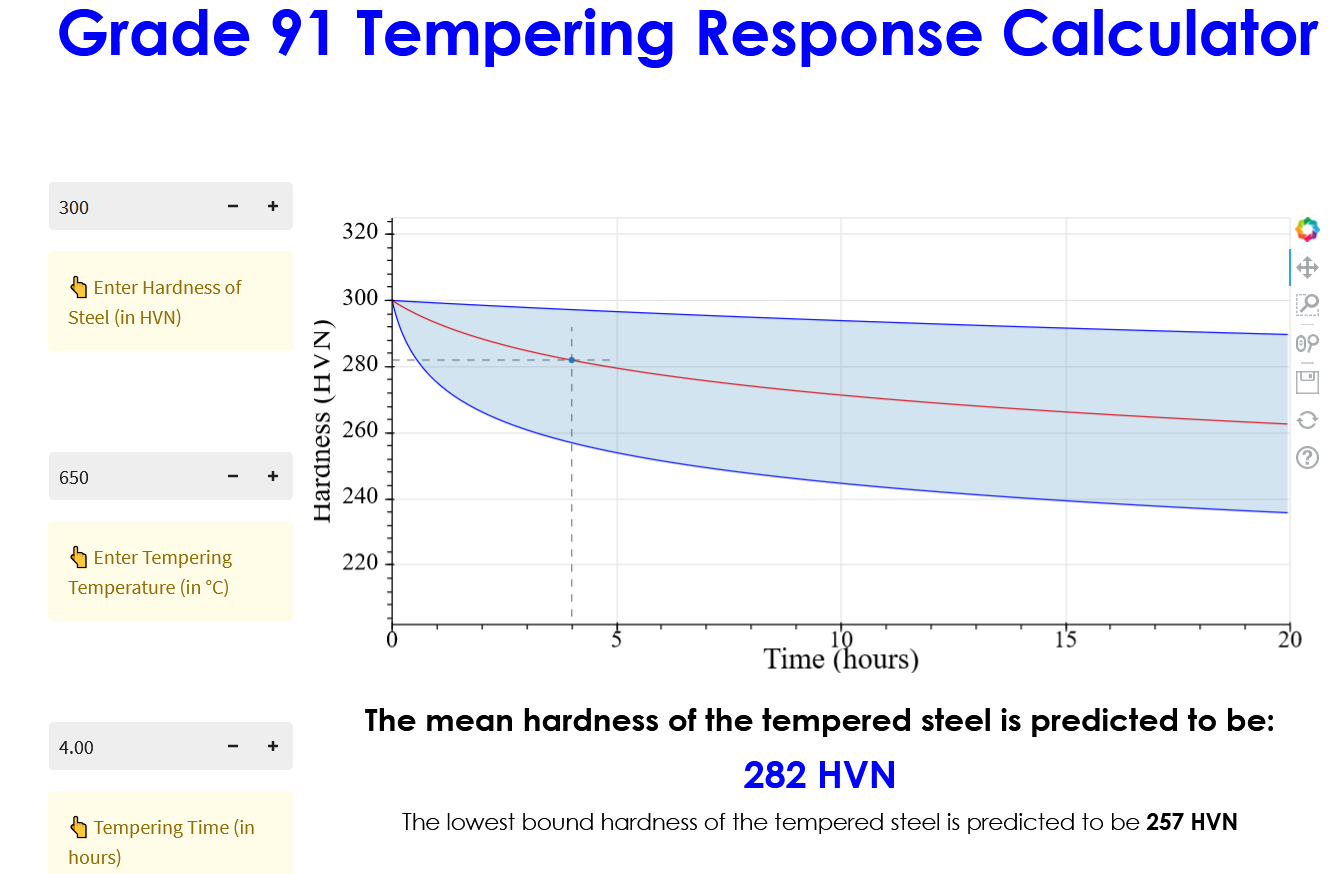 Grade 91 Tempering Response Calculator
300
Enter Hardness of
Steel (in HVN)
650
Enter Tempering
Temperature (in °C)
4.00
Tempering Time (in
hours)
Hardness (HVN)
320
300
280
260
240
220
0 5 10 15 20
Time (hours)
The mean hardness of the tempered steel is predicted to be:
282 HVN
The lowest bound hardness of the tempered steel is predicted to be 257 HVN